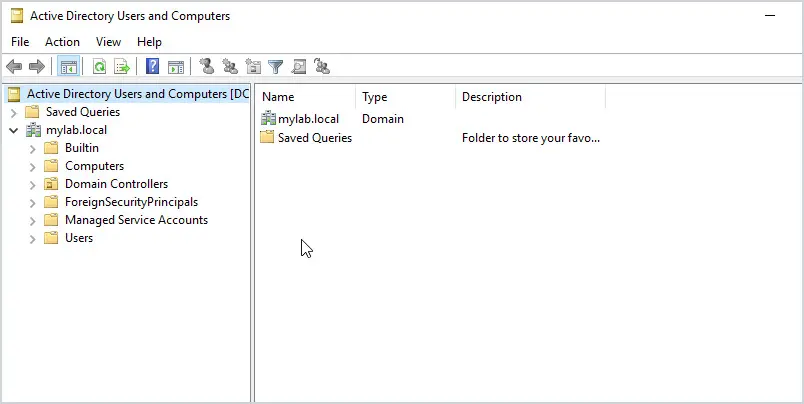 Active Directory Users and Computers
File Action View Help
Active Directory Users and Computers [DC
Saved Queries
mylab.local
Builtin
Computers
Domain Controllers
ForeignSecurityPrincipals
Managed Service Accounts
Users
Name Type Description
mylab.local Domain
Saved Queries Folder to store your favo...